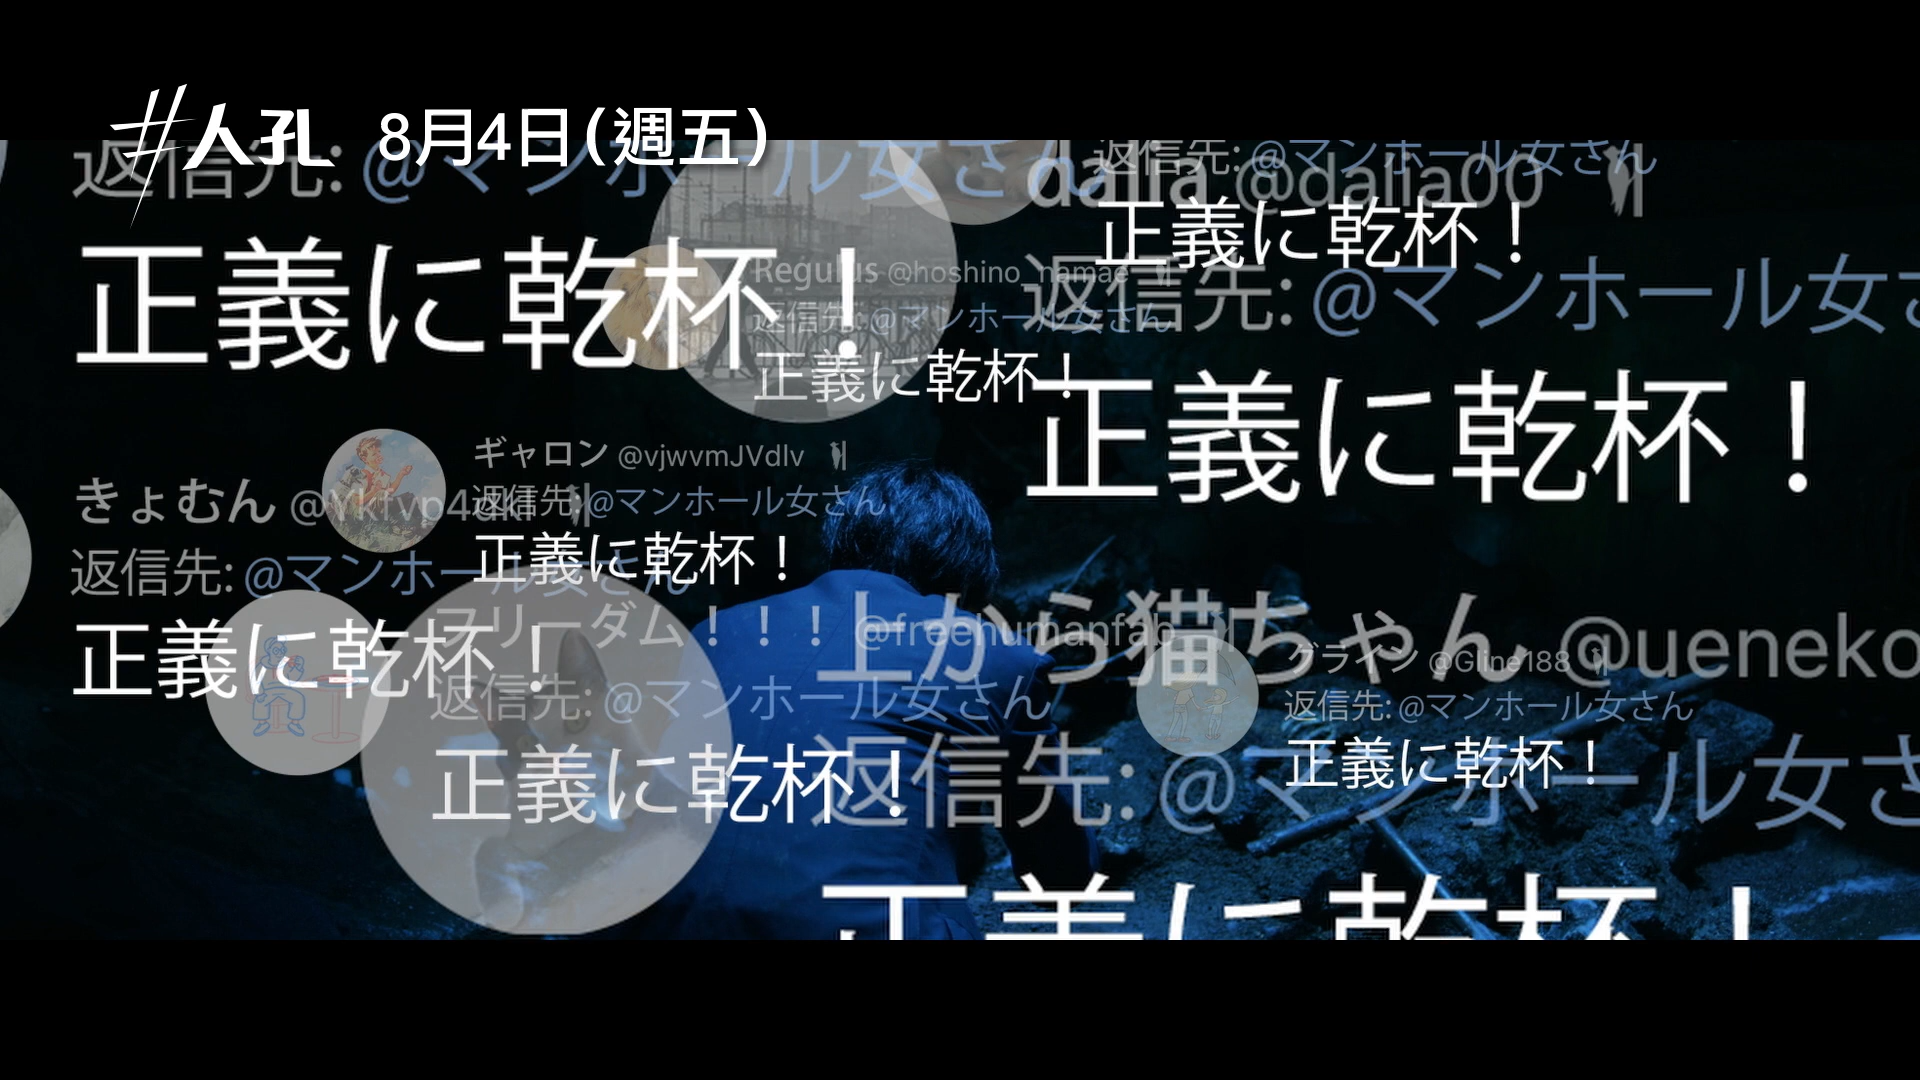 #人孔 8月4日(週五)
返信先: @マンホール女さん
正義に乾杯！
dalia @dalia00
返信先: @マンホール女さん
正義に乾杯！
Regulus @hoshino_namae
返信先: @マンホール女さん
正義に乾杯！
返信先: @マンホール女さ
正義に乾杯！
ギャロン @vjwvmJVdlv
返信先: @マンホール女さん
正義に乾杯！
きょむん
返信先: @マンホール女さん
正義に乾杯！
フリーダム！！！ @freehumanfab
返信先: @マンホール女さん
正義に乾杯！
上から猫ちゃん @ueneko
返信先: @マンホール女さ
正義に乾杯！
グライン @Gline188
返信先: @マンホール女さん
正義に乾杯！